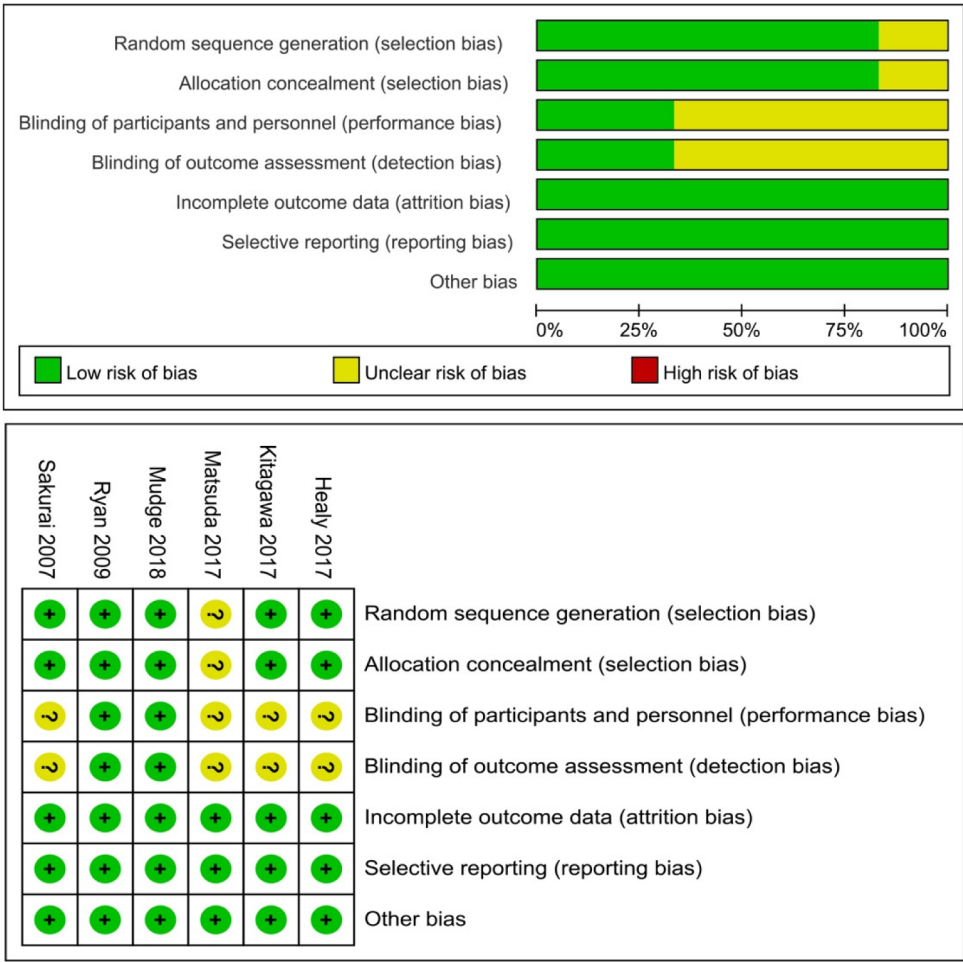 Random sequence generation (selection bias)
Allocation concealment (selection bias)
Blinding of participants and personnel (performance bias)
Blinding of outcome assessment (detection bias)
Incomplete outcome data (attrition bias)
Selective reporting (reporting bias)
Other bias
0% 25% 50% 75% 100%
Low risk of bias Unclear risk of bias High risk of bias
Sakurai 2007 Ryan 2009 Mudge 2018 Matsuda 2017 Kitagawa 2017 Healy 2017
+ + + ? + + Random sequence generation (selection bias)
+ + + ? + + Allocation concealment (selection bias)
? + + ? ? ? Blinding of participants and personnel (performance bias)
? + + ? ? ? Blinding of outcome assessment (detection bias)
+ + + + + + Incomplete outcome data (attrition bias)
+ + + + + + Selective reporting (reporting bias)
+ + + + + + Other bias